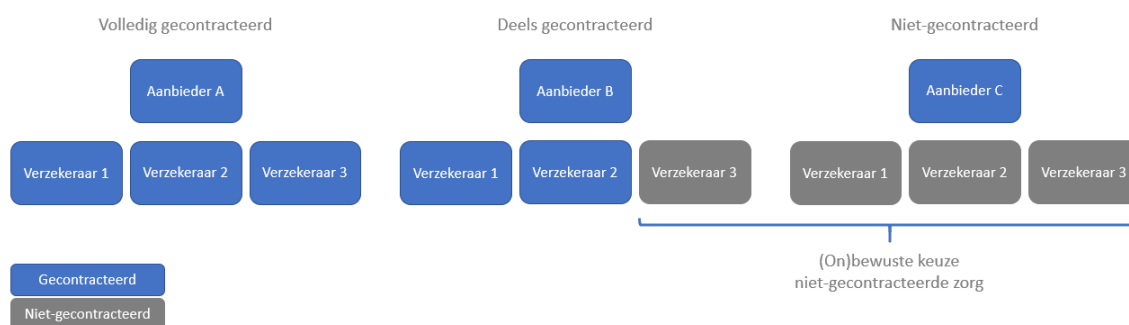 Volledig gecontracteerd
Deels gecontracteerd
Niet-gecontracteerd
Aanbieder A
Aanbieder B
Aanbieder C
Verzekeraar 1
Verzekeraar 2
Verzekeraar 3
Verzekeraar 1
Verzekeraar 2
Verzekeraar 3
Verzekeraar 1
Verzekeraar 2
Verzekeraar 3
(On)bewuste keuze
niet-gecontracteerde zorg
Gecontracteerd
Niet-gecontracteerd